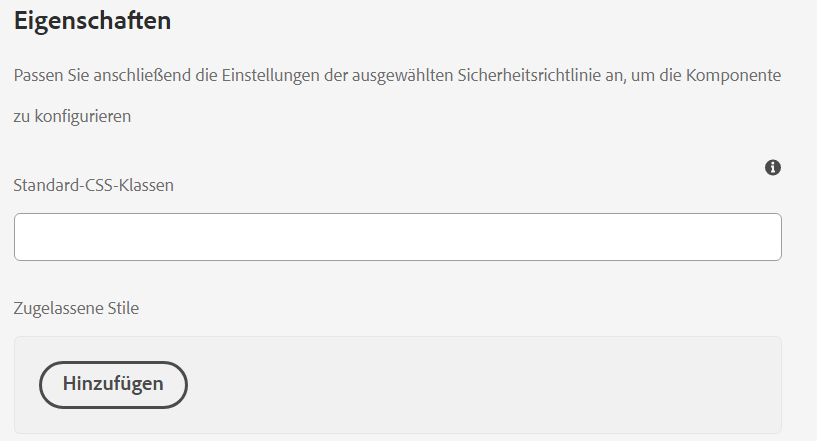 Eigenschaften
Passen Sie anschließend die Einstellungen der ausgewählten Sicherheitsrichtlinie an, um die Komponente
zu konfigurieren
Standard-CSS-Klassen
Zugelassene Stile
Hinzufügen